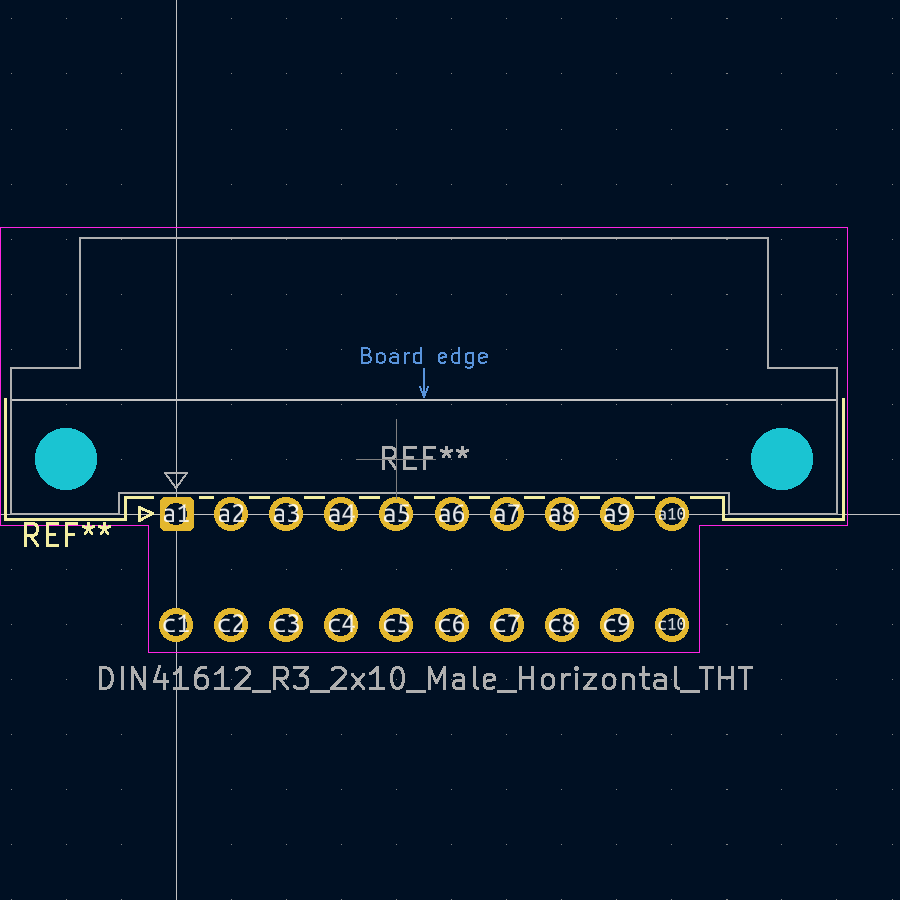 Board edge
REF**
a1 a2 a3 a4 a5 a6 a7 a8 a9 a10
REF**
c1 c2 c3 c4 c5 c6 c7 c8 c9 c10
DIN41612_R3_2x10_Male_Horizontal_THT